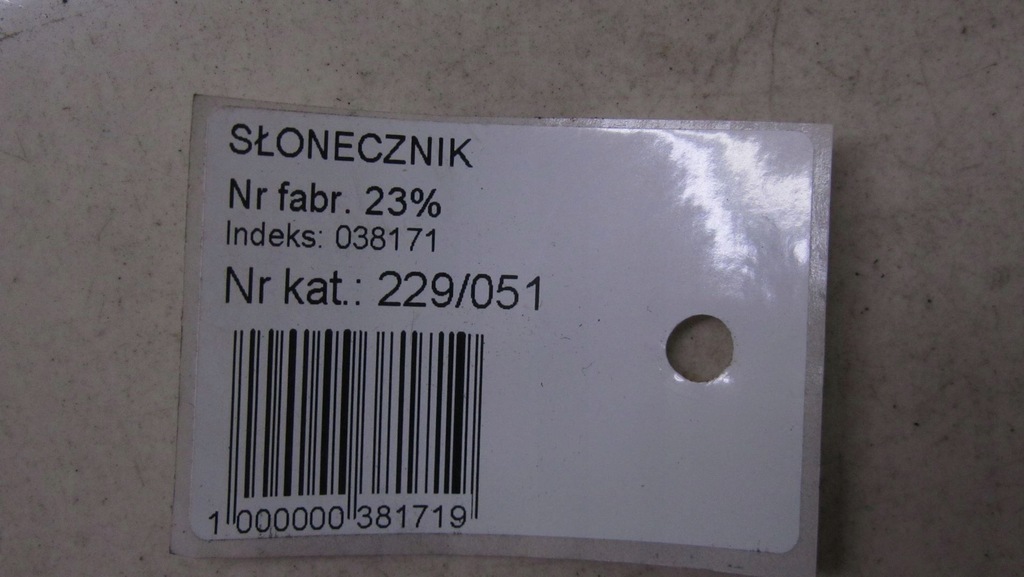 SŁONECZNIK
Nr fabr. 23%
Indeks: 038171
Nr kat.: 229/051
1 000000 381719